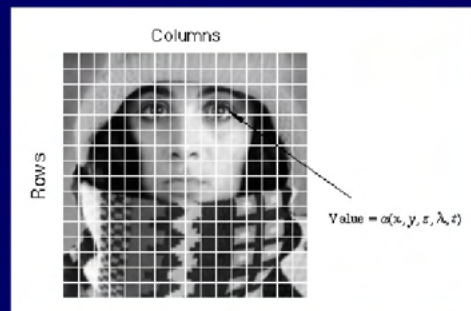 Columns
Rows
Value = a(x, y, z, λ, t)